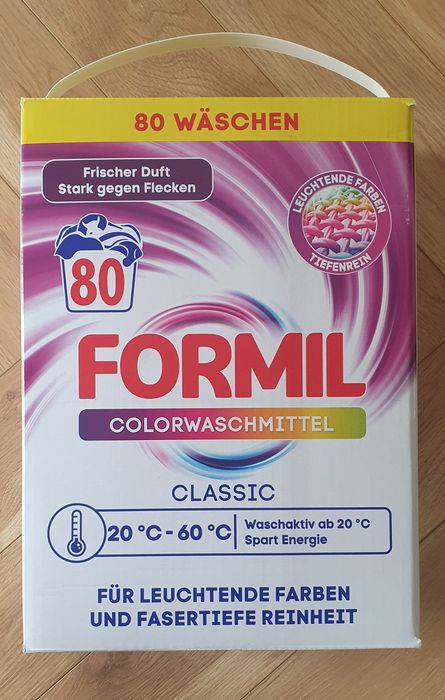 80 WÄSCHEN
Frischer Duft
Stark gegen Flecken
LEUCHTENDE FARBEN
TIEFENREIN
80
FORMIL
COLORWASCHMITTEL
CLASSIC
20 °C - 60 °C
Waschaktiv ab 20 °C
Spart Energie
FÜR LEUCHTENDE FARBEN
UND FASERTIEFE REINHEIT